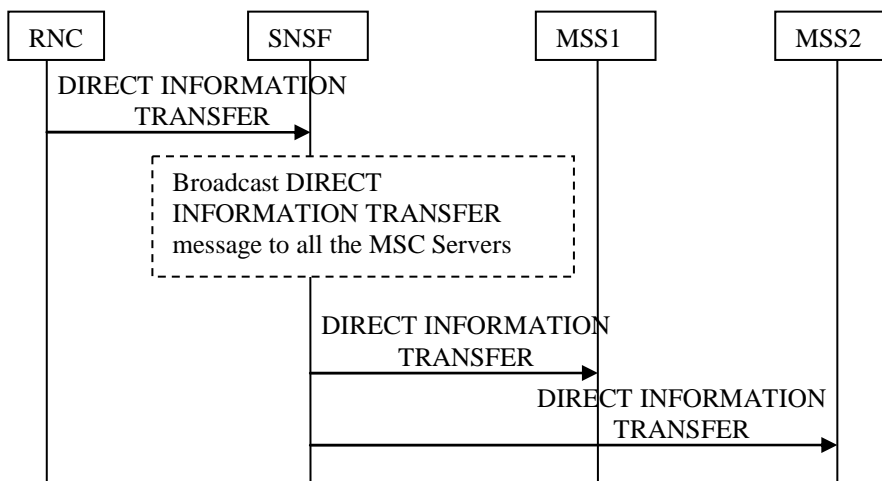 RNC
SNSF
MSS1
MSS2
DIRECT INFORMATION
TRANSFER
Broadcast DIRECT
INFORMATION TRANSFER
message to all the MSC Servers
DIRECT INFORMATION
TRANSFER
DIRECT INFORMATION
TRANSFER